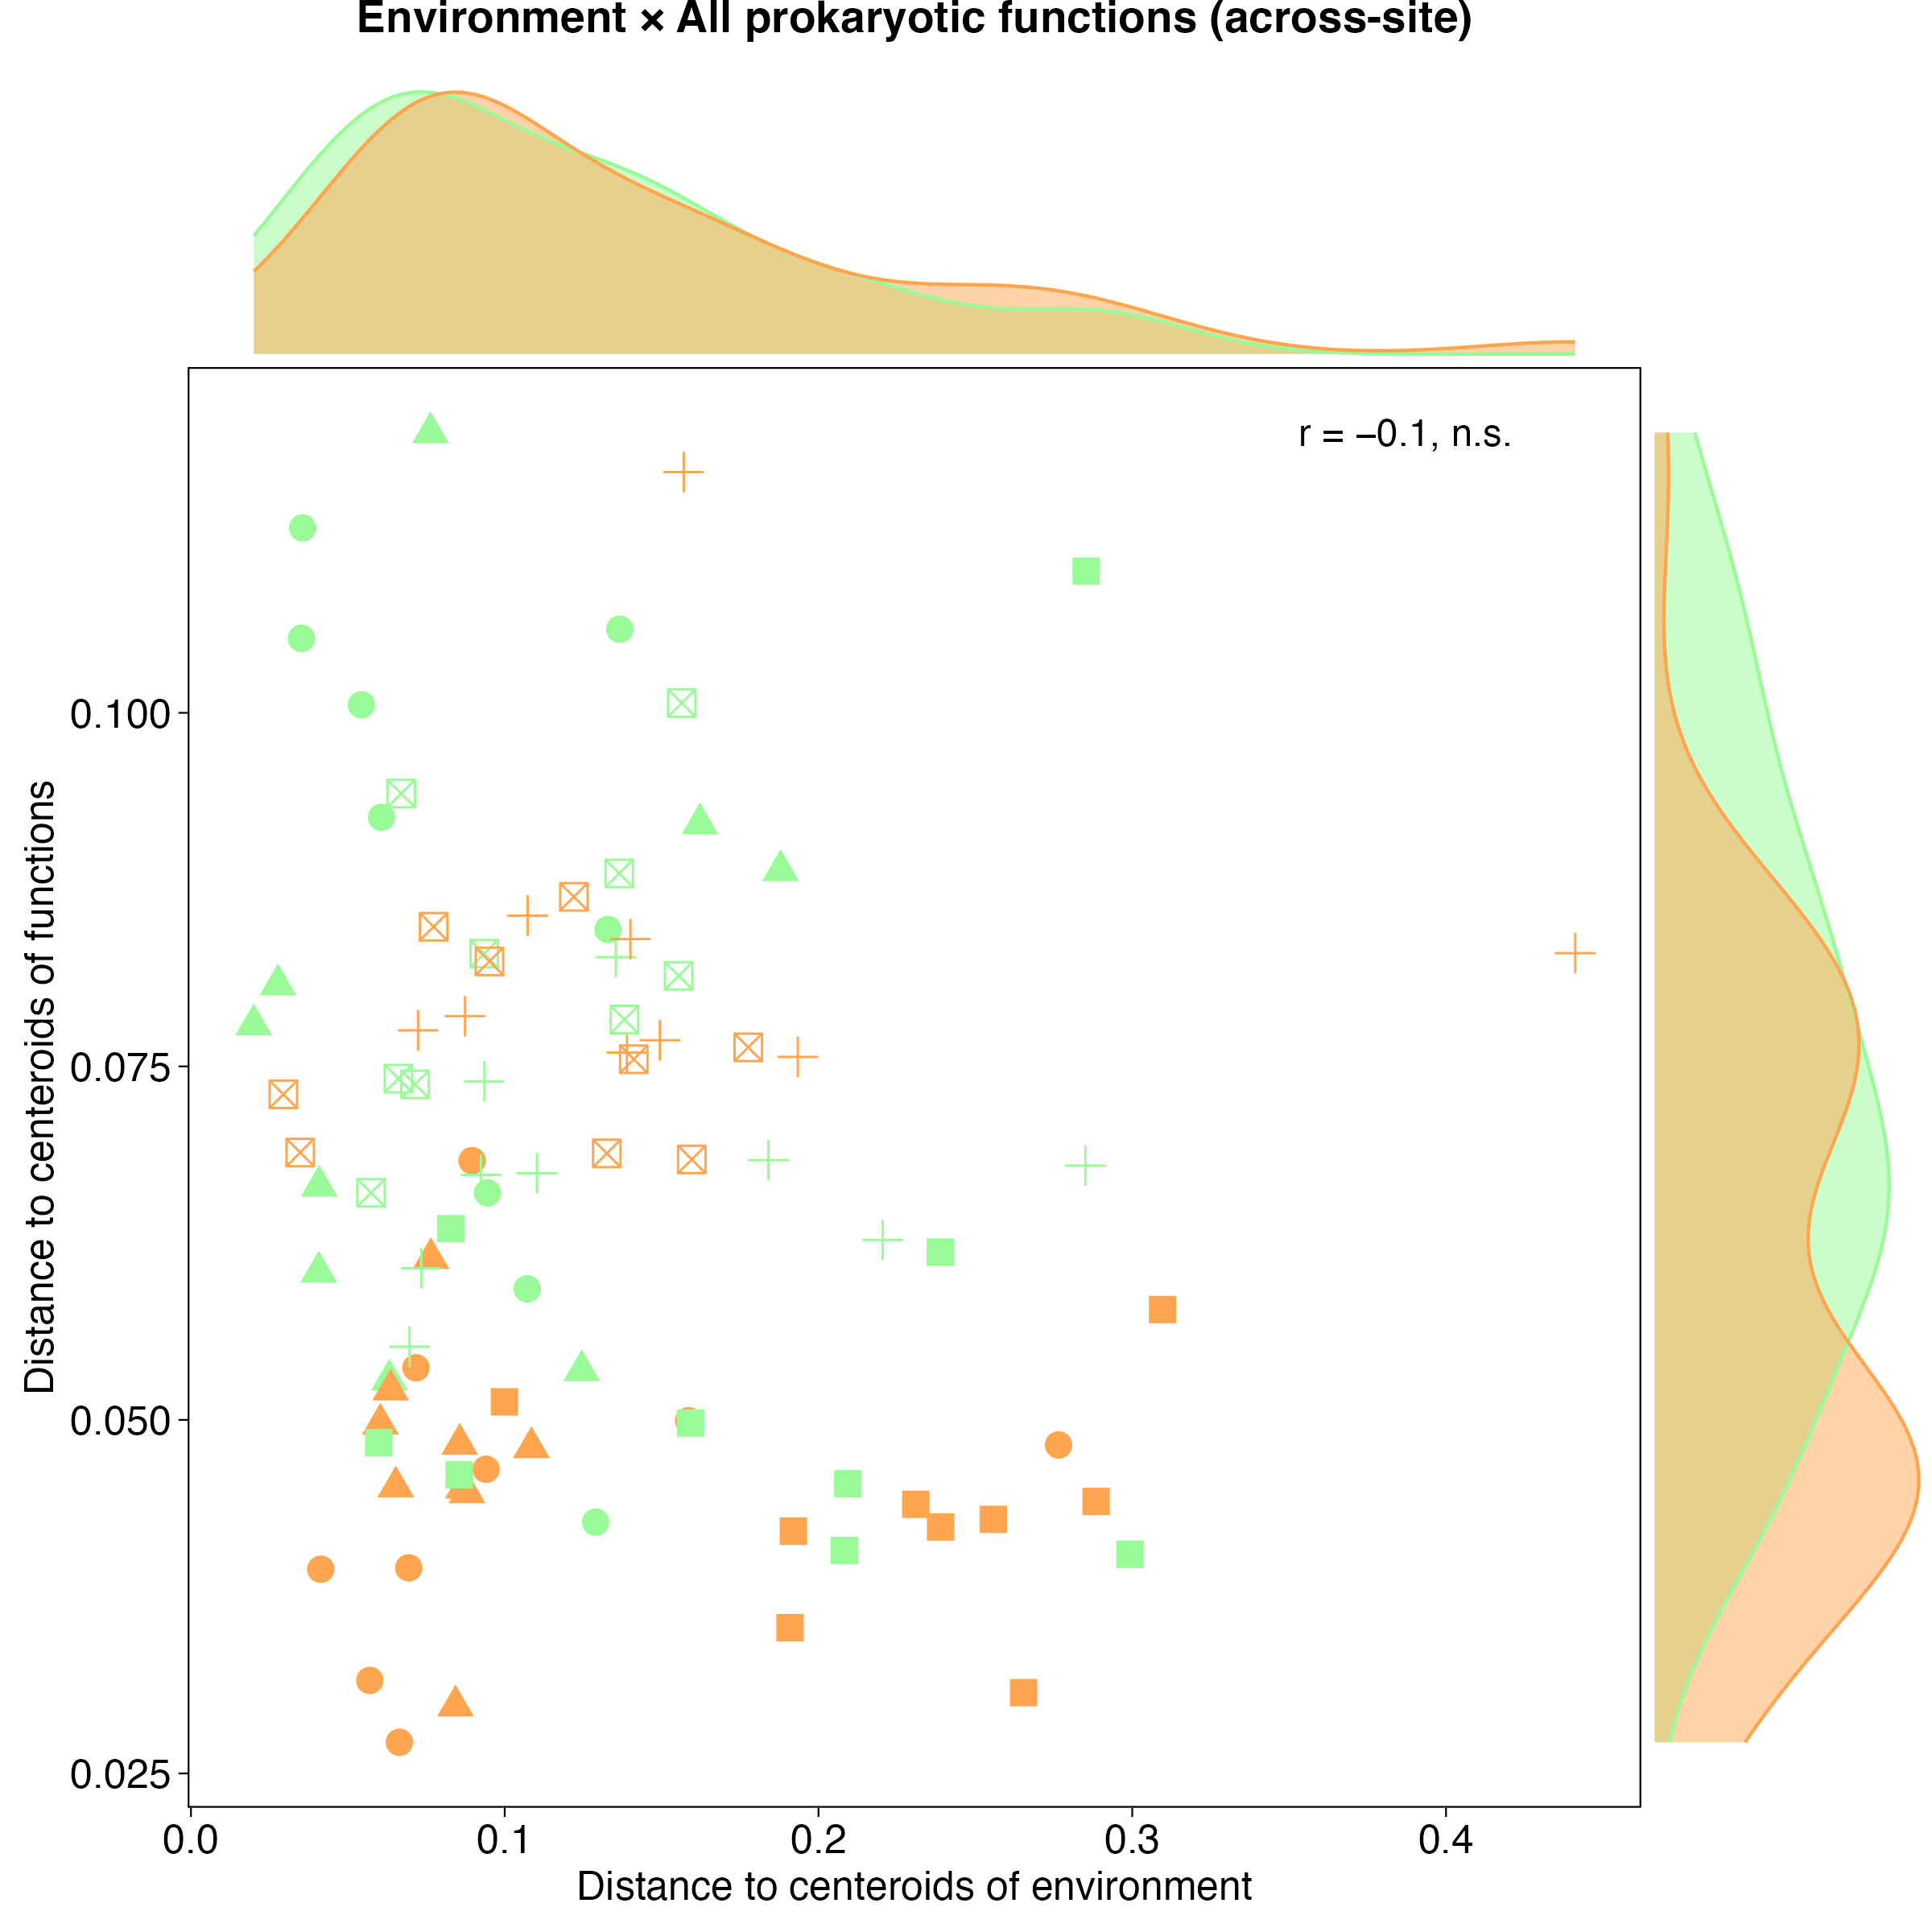 Environment × All prokaryotic functions (across-site)
r = −0.1, n.s.
Distance to centeroids of functions
0.100
0.075
0.050
0.025
0.0 0.1 0.2 0.3 0.4
Distance to centeroids of environment